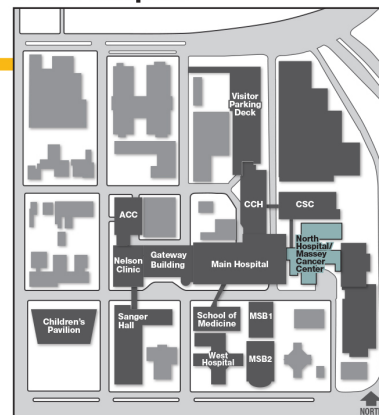 Visitor
Parking
Deck
ACC
CCH
CSC
Nelson
Clinic
Gateway
Building
Main Hospital
North
Hospital/
Massey
Cancer
Center
Children's
Pavilion
Sanger
Hall
School of
Medicine
MSB1
West
Hospital
MSB2
NORTH